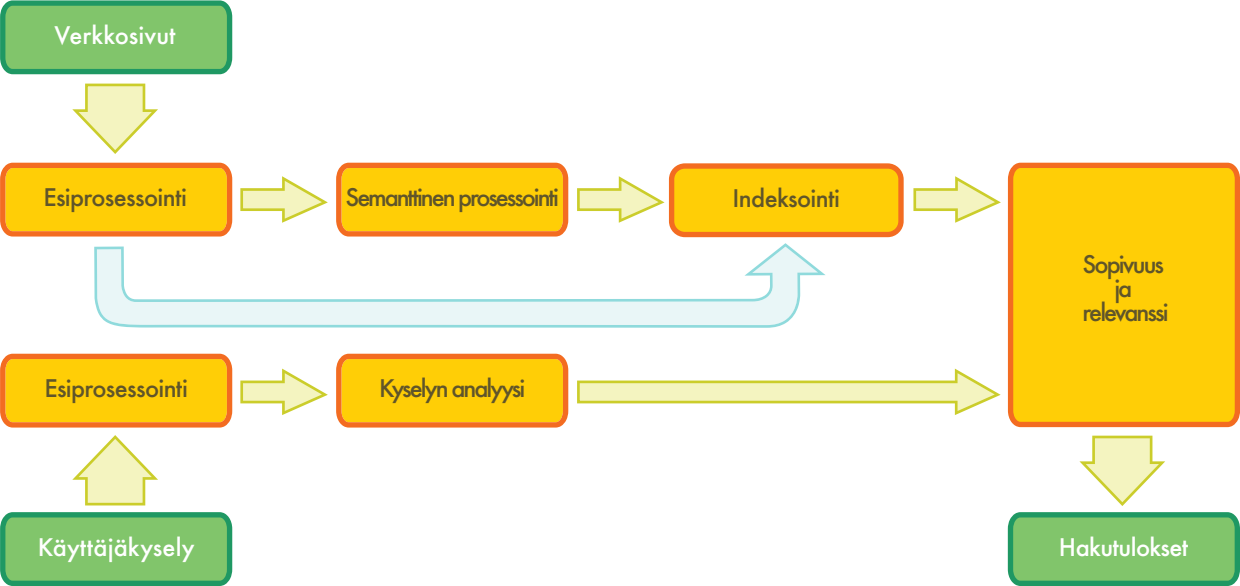 Verkkosivut
Esiprosessointi
Semanttinen prosessointi
Indeksointi
Sopivuus
ja
relevanssi
Esiprosessointi
Kyselyn analyysi
Käyttäjäkysely
Hakutulokset